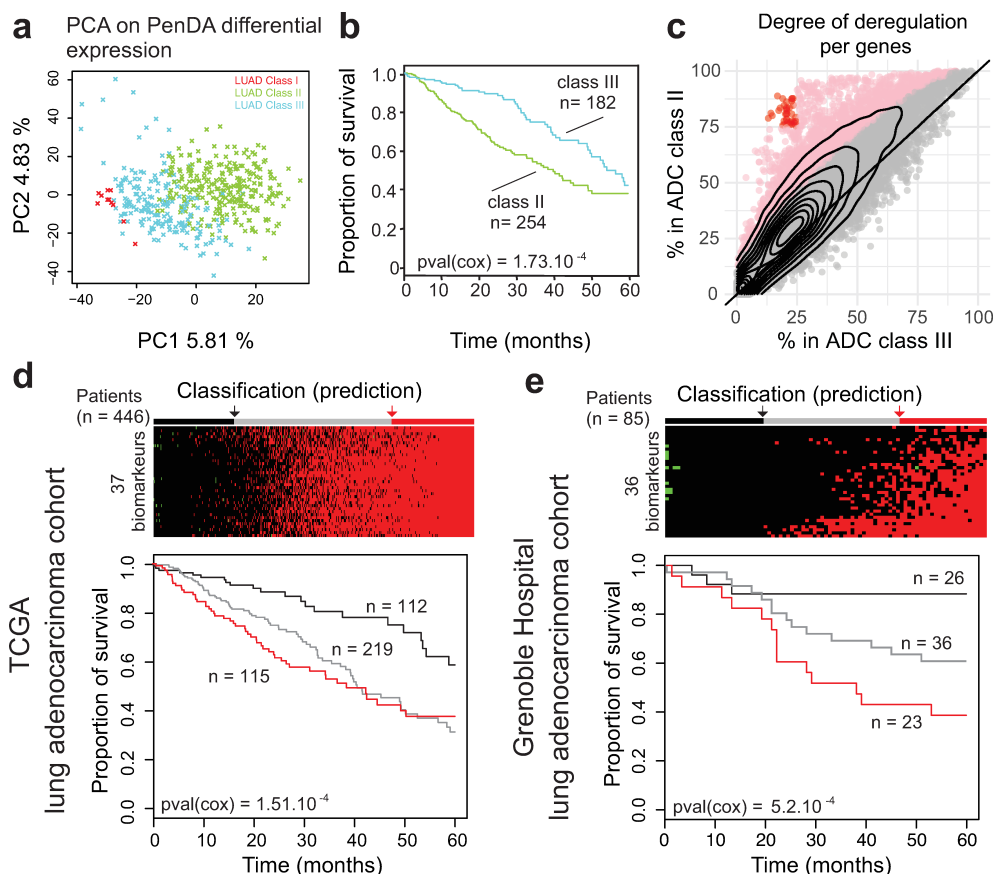 a
PCA on PenDA differential
expression
LUAD Class I
LUAD Class II
LUAD Class III
60
40
20
0
−20
−40
PC2 4.83 %
−40
−20
0
20
PC1 5.81 %
b
1.0
0.8
0.6
0.4
0.2
0
Proportion of survival
class III
n= 182
class II
n= 254
pval(cox) = 1.73.10-4
0
10
20
30
40
50
60
Time (months)
c
Degree of deregulation
per genes
100
75
50
25
0
% in ADC class II
0
25
50
75
100
% in ADC class III
d
Patients
(n = 446)
Classification (prediction)
37
biomarkeurs
TCGA
lung adenocarcinoma cohort
1.0
0.8
0.6
0.4
0.2
0.0
Proportion of survival
n = 112
n = 219
n = 115
pval(cox) = 1.51.10-4
0
10
20
30
40
50
60
Time (months)
e
Patients
(n = 85)
Classification (prediction)
36
biomarkeurs
Grenoble Hospital
lung adenocarcinoma cohort
1.0
0.8
0.6
0.4
0.2
0.0
Proportion of survival
n = 26
n = 36
n = 23
pval(cox) = 5.2.10-4
0
10
20
30
40
50
60
Time (months)